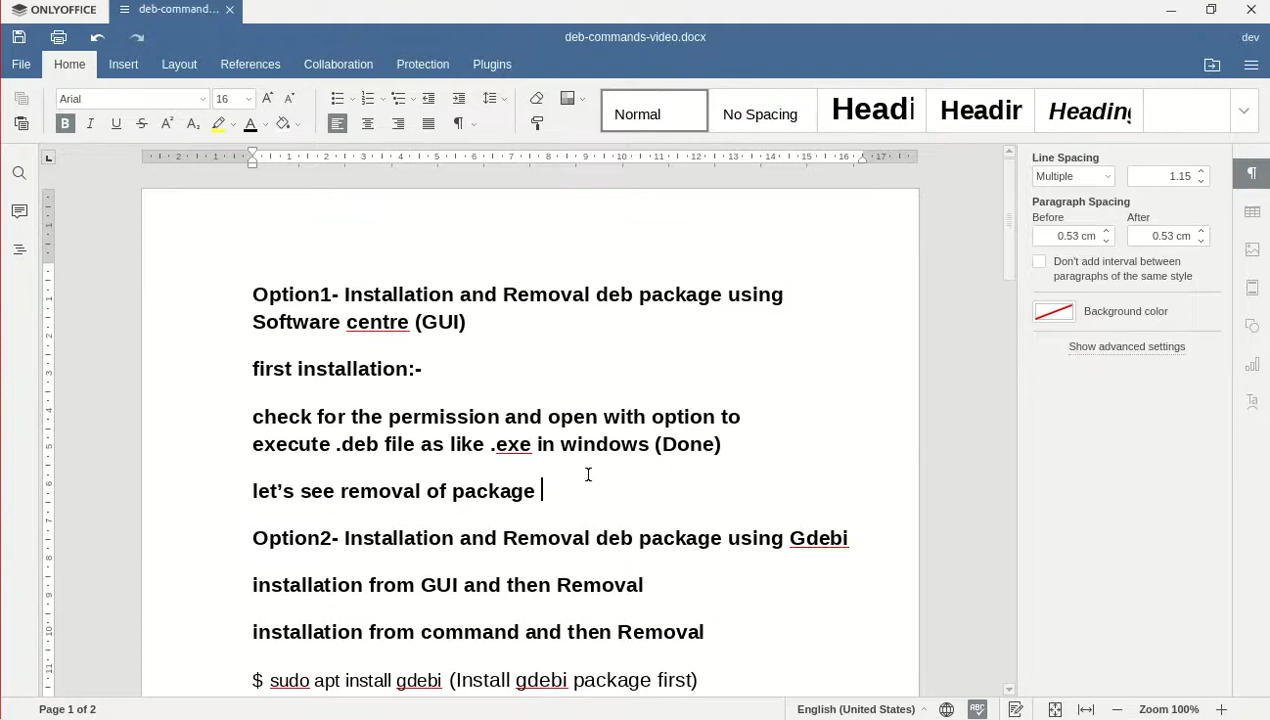 ONLYOFFICE
deb-command...
deb-commands-video.docx
dev
File Home Insert Layout References Collaboration Protection Plugins
Arial 16
Normal No Spacing Headi Headin Heading
Line Spacing
Multiple 1.15
Paragraph Spacing
Before After
0.53 cm 0.53 cm
Don't add interval between
paragraphs of the same style
Background color
Show advanced settings
Option1- Installation and Removal deb package using
Software centre (GUI)
first installation:-
check for the permission and open with option to
execute .deb file as like .exe in windows (Done)
let's see removal of package
Option2- Installation and Removal deb package using Gdebi
installation from GUI and then Removal
installation from command and then Removal
$ sudo apt install gdebi (Install gdebi package first)
Page 1 of 2
English (United States)
Zoom 100%